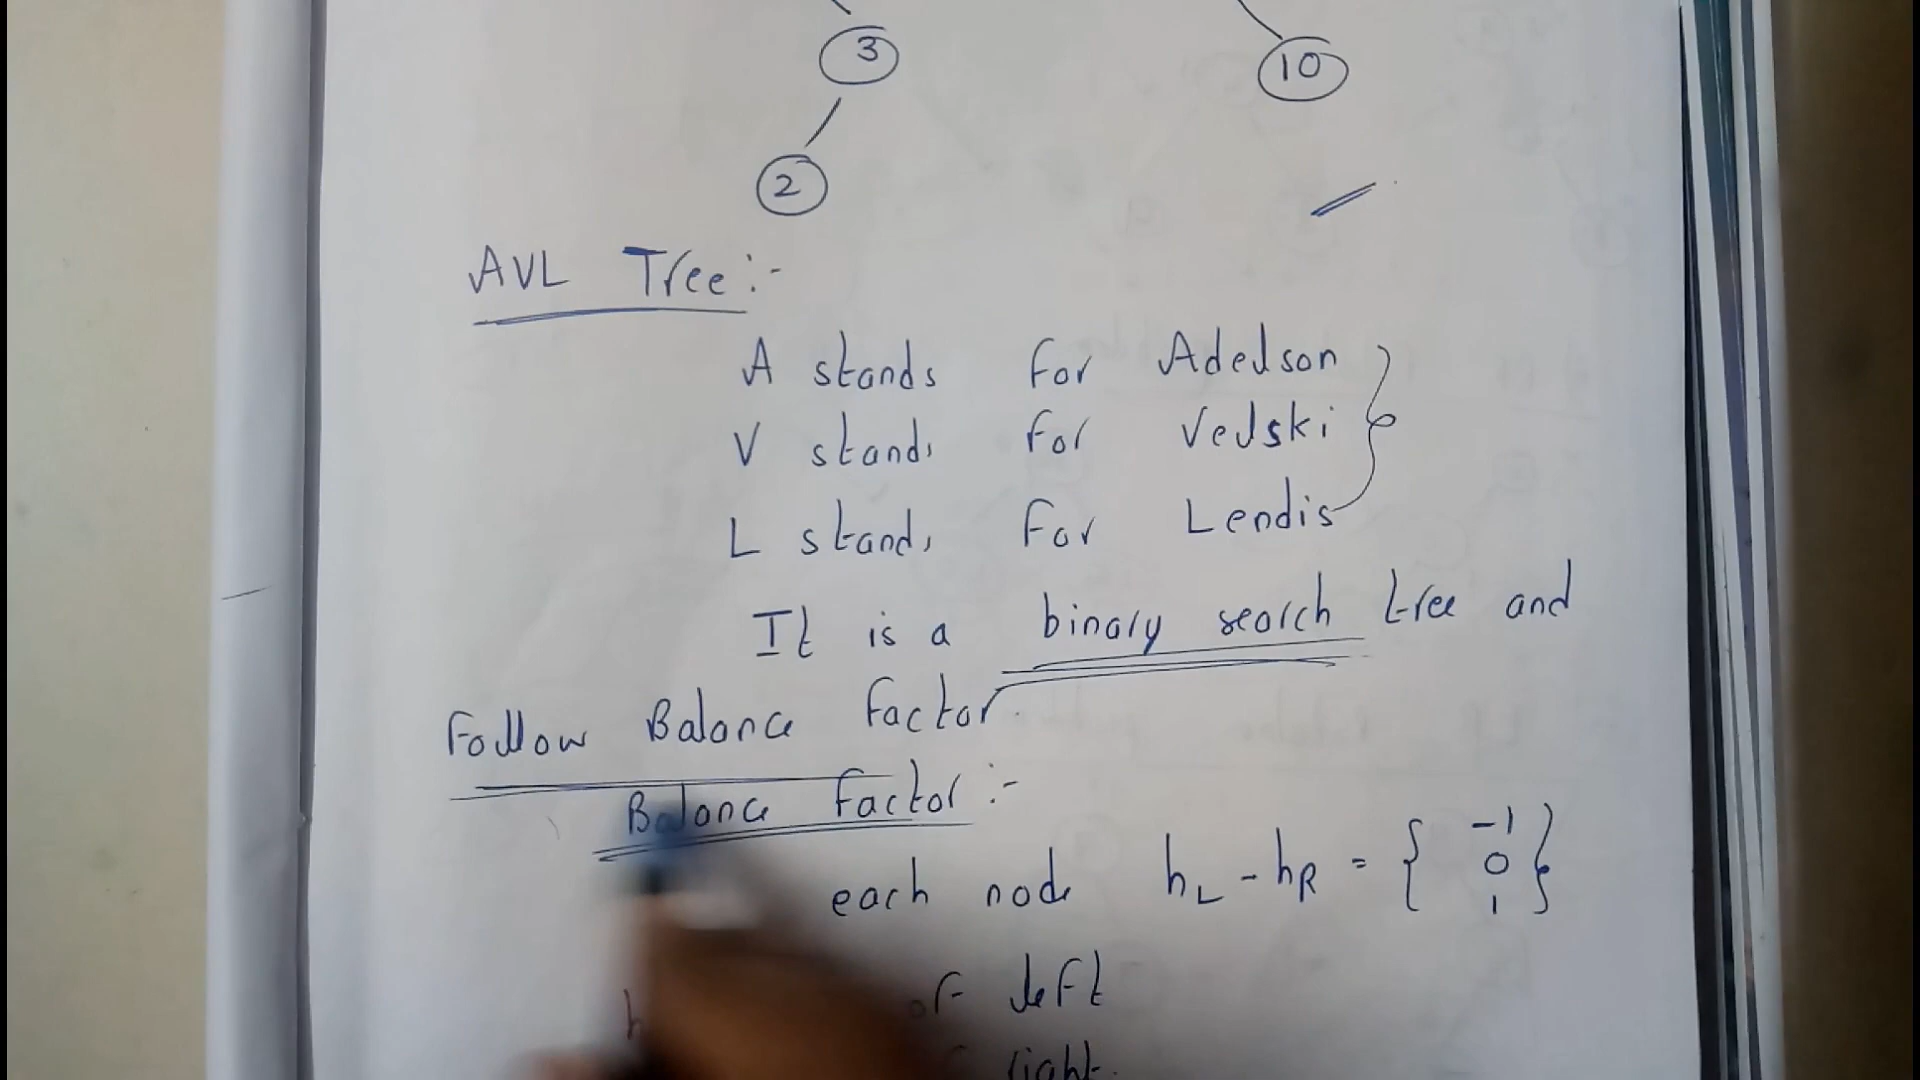 3
10
2
AVL Tree:-
A stands for Adelson
V stands for Velski
L stands for Lendis
It is a binary search tree and
Follow Balance factor.
Balance factor :-
each node hL - hR = { -1 0 1 }
h of left
right.